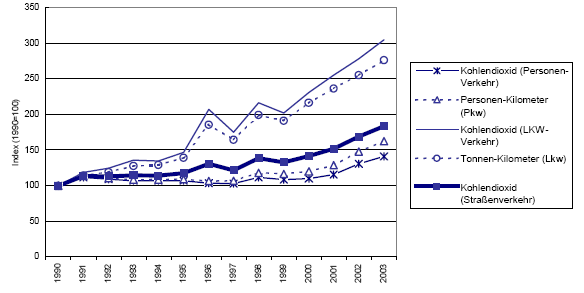 350
300
250
200
150
100
50
0
Index (1990=100)
1990
1991
1992
1993
1994
1995
1996
1997
1998
1999
2000
2001
2002
2003
Kohlendioxid (Personen-
Verkehr)
Personen-Kilometer
(Pkw)
Kohlendioxid (LKW-
Verkehr)
Tonnen-Kilometer (Lkw)
Kohlendioxid
(Straßenverkehr)